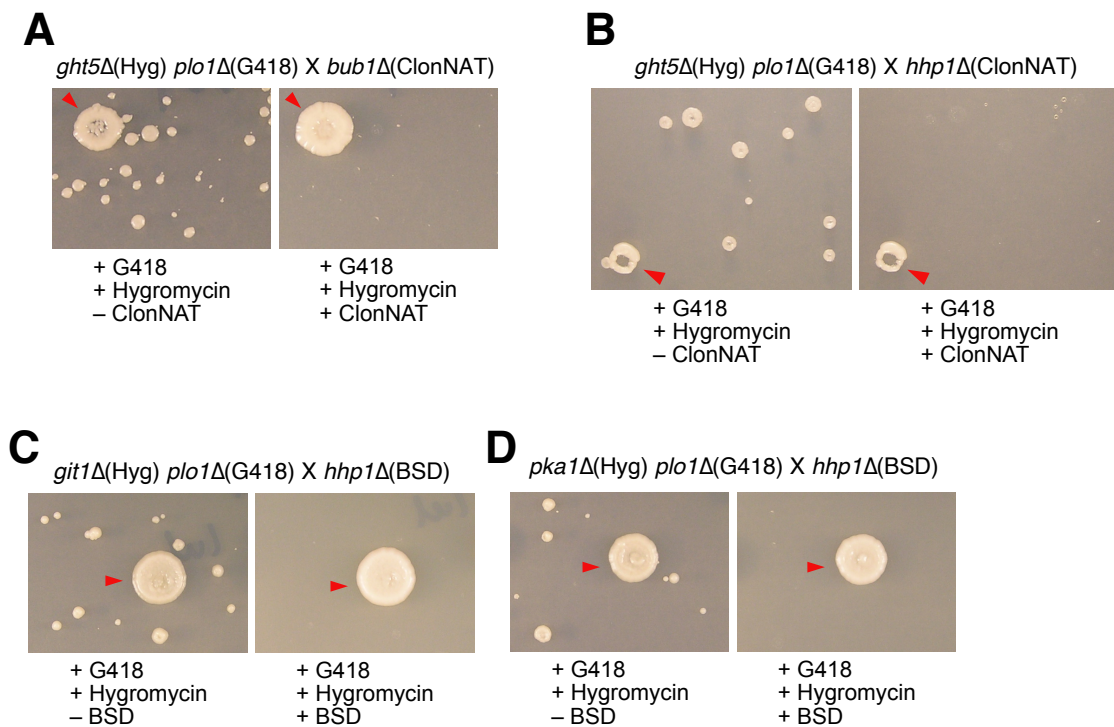 A
ght5Δ(Hyg) plo1Δ(G418) X bub1Δ(ClonNAT)
+ G418
+ Hygromycin
– ClonNAT
+ G418
+ Hygromycin
+ ClonNAT
B
ght5Δ(Hyg) plo1Δ(G418) X hhp1Δ(ClonNAT)
+ G418
+ Hygromycin
– ClonNAT
+ G418
+ Hygromycin
+ ClonNAT
C
git1Δ(Hyg) plo1Δ(G418) X hhp1Δ(BSD)
+ G418
+ Hygromycin
– BSD
+ G418
+ Hygromycin
+ BSD
D
pka1Δ(Hyg) plo1Δ(G418) X hhp1Δ(BSD)
+ G418
+ Hygromycin
– BSD
+ G418
+ Hygromycin
+ BSD